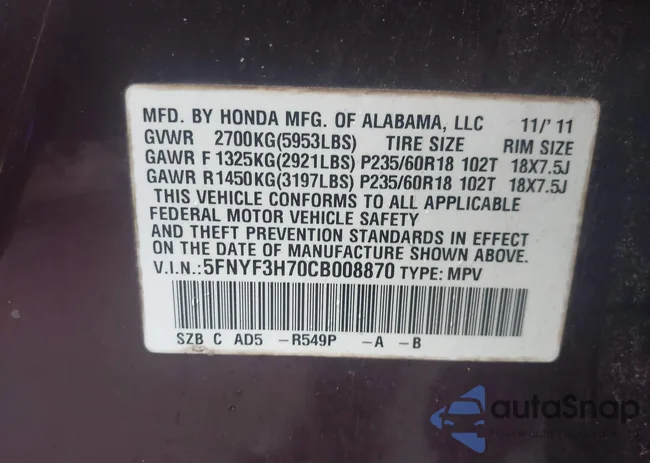 MFD. BY HONDA MFG. OF ALABAMA, LLC 11/'11
GVWR 2700KG(5953LBS) TIRE SIZE RIM SIZE
GAWR F 1325KG(2921LBS) P235/60R18 102T 18X7.5J
GAWR R 1450KG(3197LBS) P235/60R18 102T 18X7.5J
THIS VEHICLE CONFORMS TO ALL APPLICABLE
FEDERAL MOTOR VEHICLE SAFETY
AND THEFT PREVENTION STANDARDS IN EFFECT
ON THE DATE OF MANUFACTURE SHOWN ABOVE.
V.I.N.:5FNYF3H70CB008870 TYPE: MPV
SZB C AD5 -R549P -A -B
autoSnap